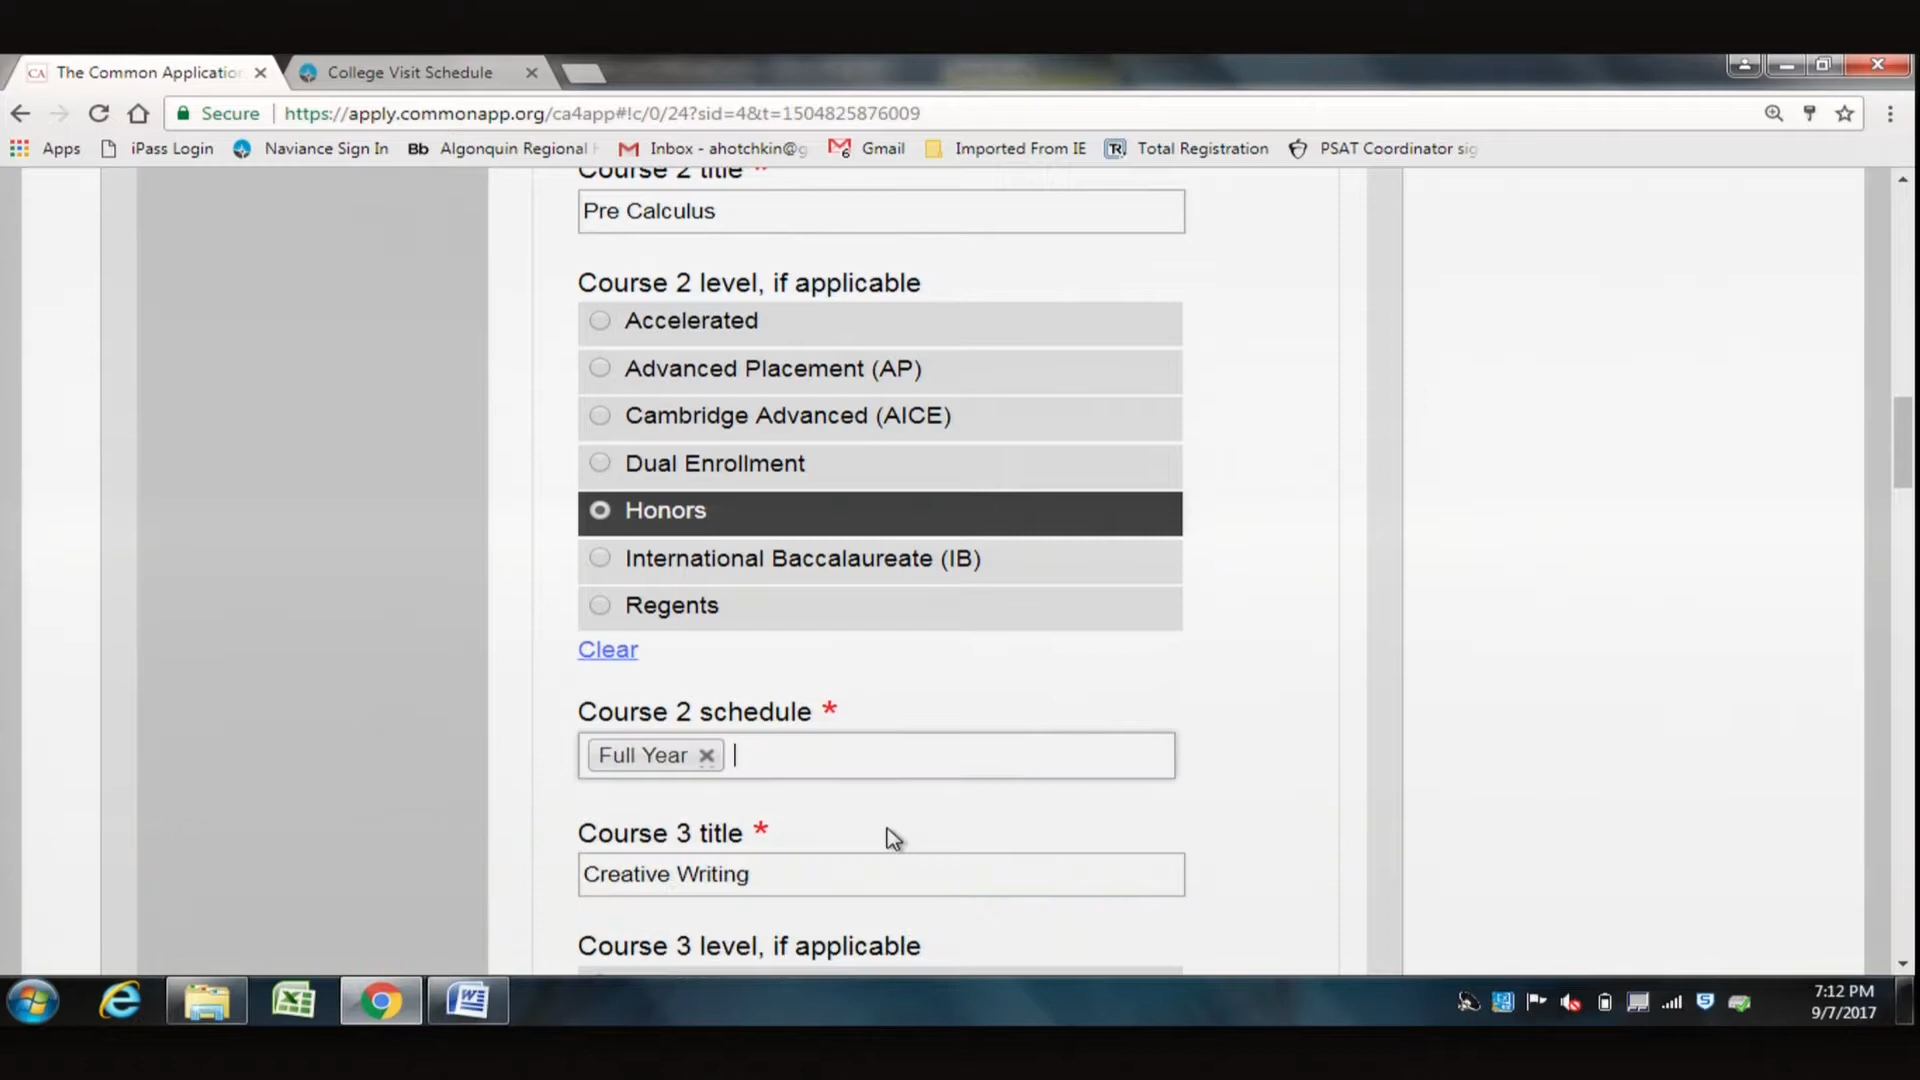 CA The Common Applicatio
College Visit Schedule
Secure https://apply.commonapp.org/ca4app#!c/0/24?sid=4&t=1504825876009
Apps iPass Login Naviance Sign In Bb Algonquin Regional Inbox - ahotchkin@g Gmail Imported From IE Total Registration PSAT Coordinator sig
Course 2 title *
Pre Calculus
Course 2 level, if applicable
Accelerated
Advanced Placement (AP)
Cambridge Advanced (AICE)
Dual Enrollment
Honors
International Baccalaureate (IB)
Regents
Clear
Course 2 schedule *
Full Year
Course 3 title *
Creative Writing
Course 3 level, if applicable
7:12 PM
9/7/2017